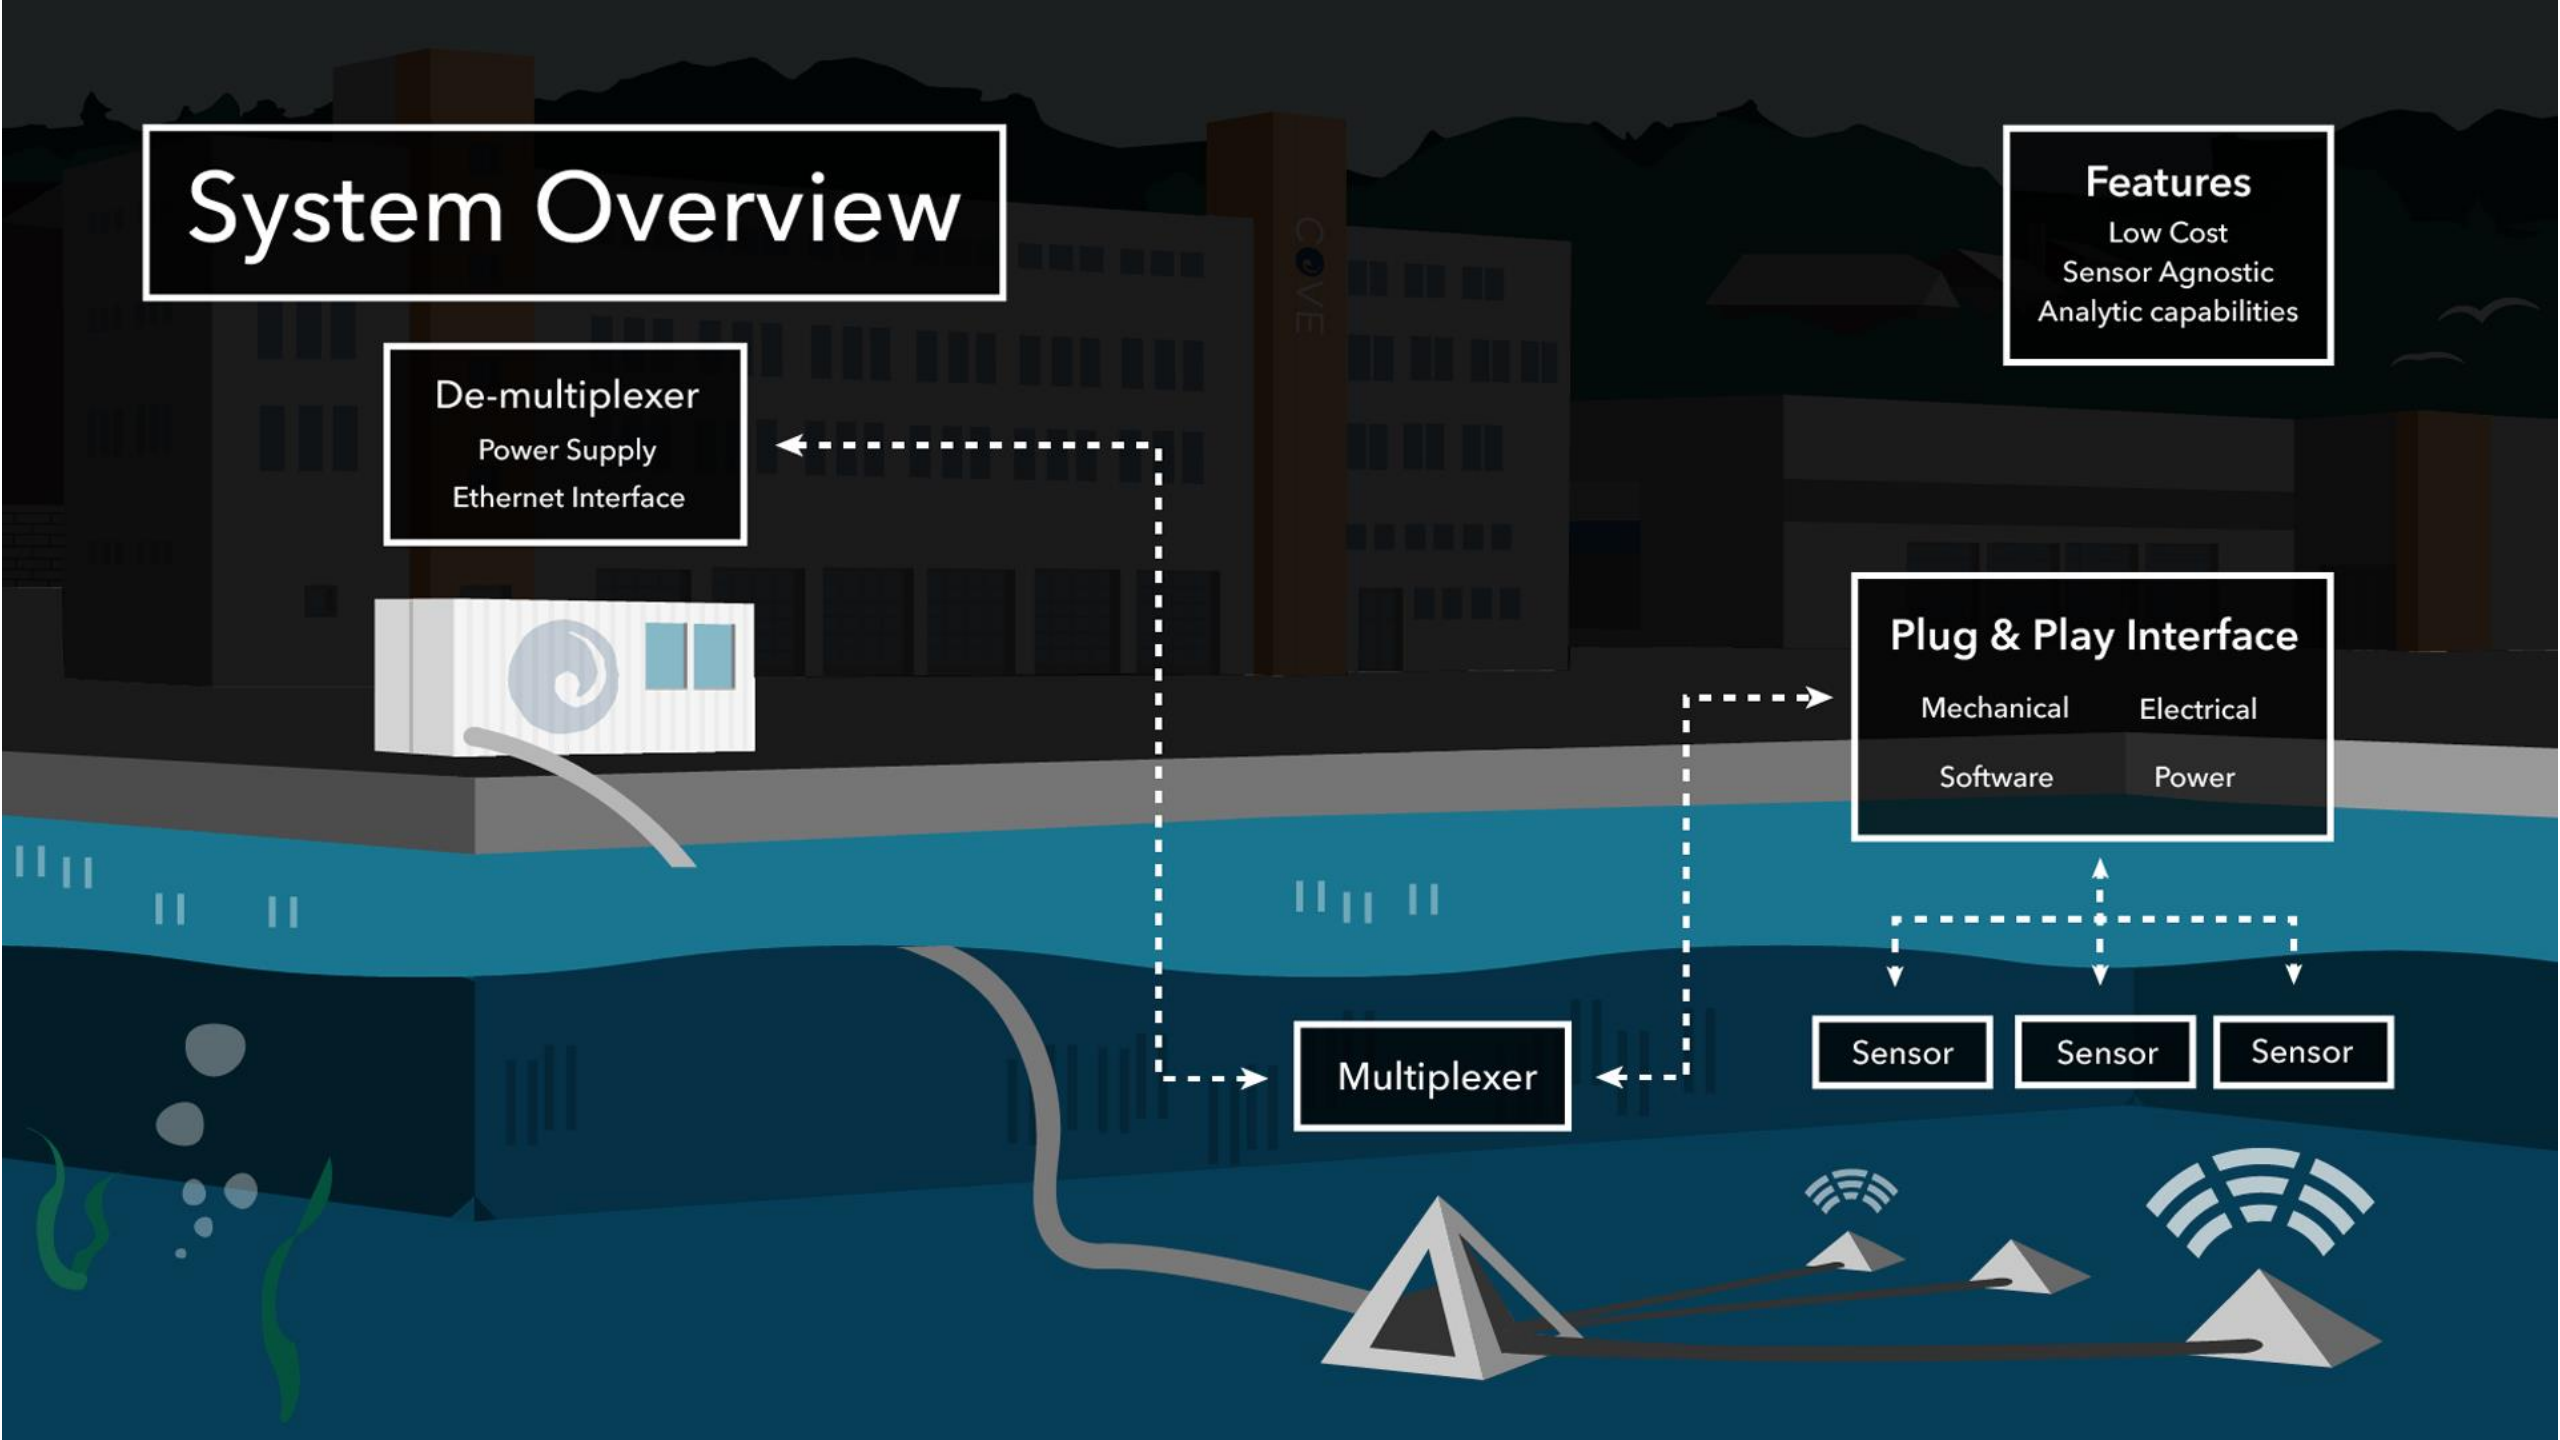 System Overview
Features
Low Cost
Sensor Agnostic
Analytic capabilities
COVE
De-multiplexer
Power Supply
Ethernet Interface
Plug & Play Interface
Mechanical Electrical
Software Power
Multiplexer
Sensor Sensor Sensor